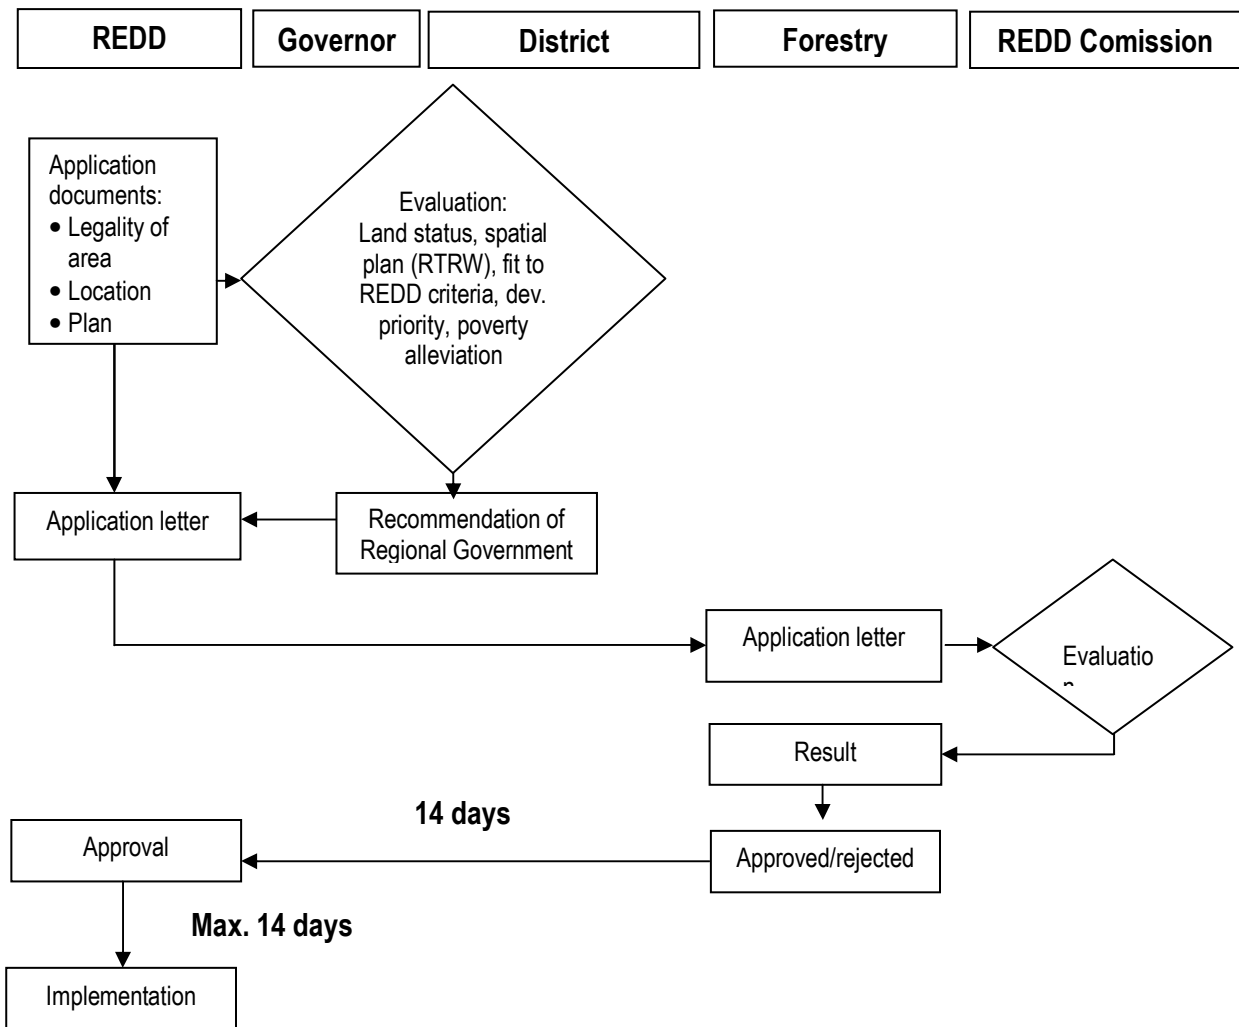 REDD
Governor
District
Forestry
REDD Comission
Application
documents:
• Legality of
area
• Location
• Plan
Evaluation:
Land status, spatial
plan (RTRW), fit to
REDD criteria, dev.
priority, poverty
alleviation
Application letter
Recommendation of
Regional Government
Application letter
Evaluatio
n
Result
14 days
Approval
Approved/rejected
Max. 14 days
Implementation